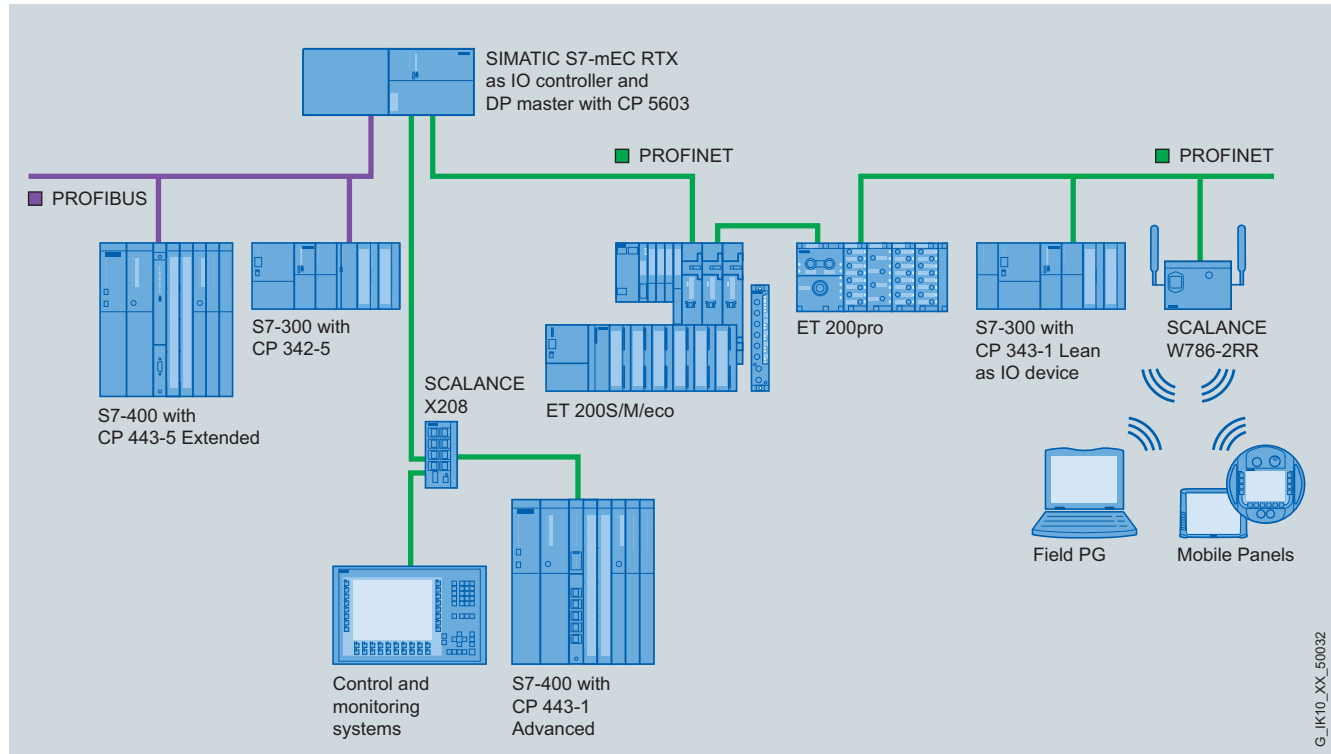 SIMATIC S7-mEC RTX
as IO controller and
DP master with CP 5603
PROFINET
PROFINET
PROFIBUS
S7-300 with
CP 342-5
S7-400 with
CP 443-5 Extended
ET 200pro
S7-300 with
CP 343-1 Lean
as IO device
SCALANCE
W786-2RR
SCALANCE
X208
ET 200S/M/eco
Field PG
Mobile Panels
Control and
monitoring
systems
S7-400 with
CP 443-1
Advanced
G_IK10_XX_50032